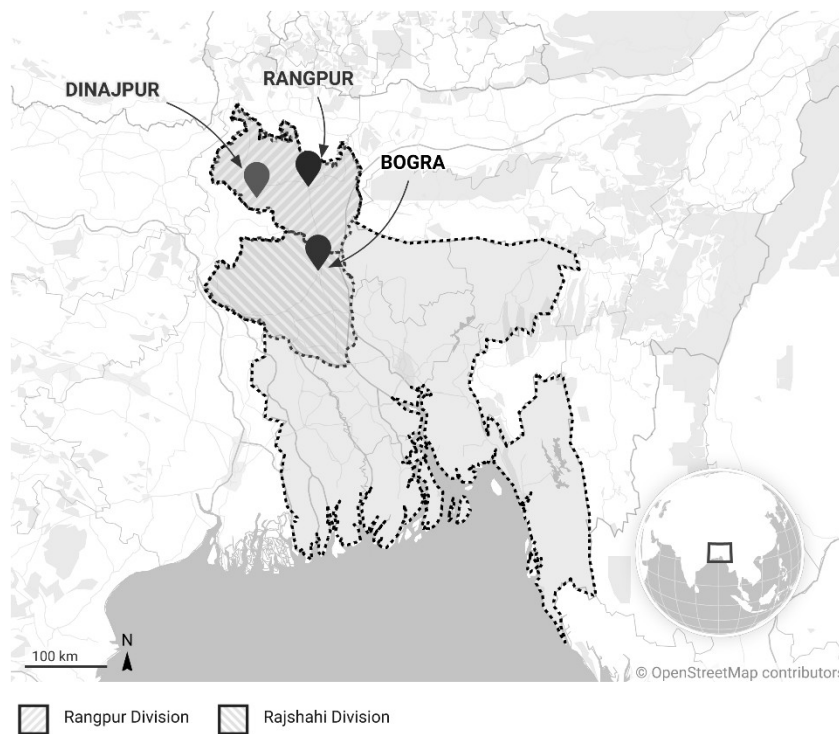 RANGPUR
DINAJPUR
BOGRA
N
100 km
© OpenStreetMap contributors
Rangpur Division
Rajshahi Division